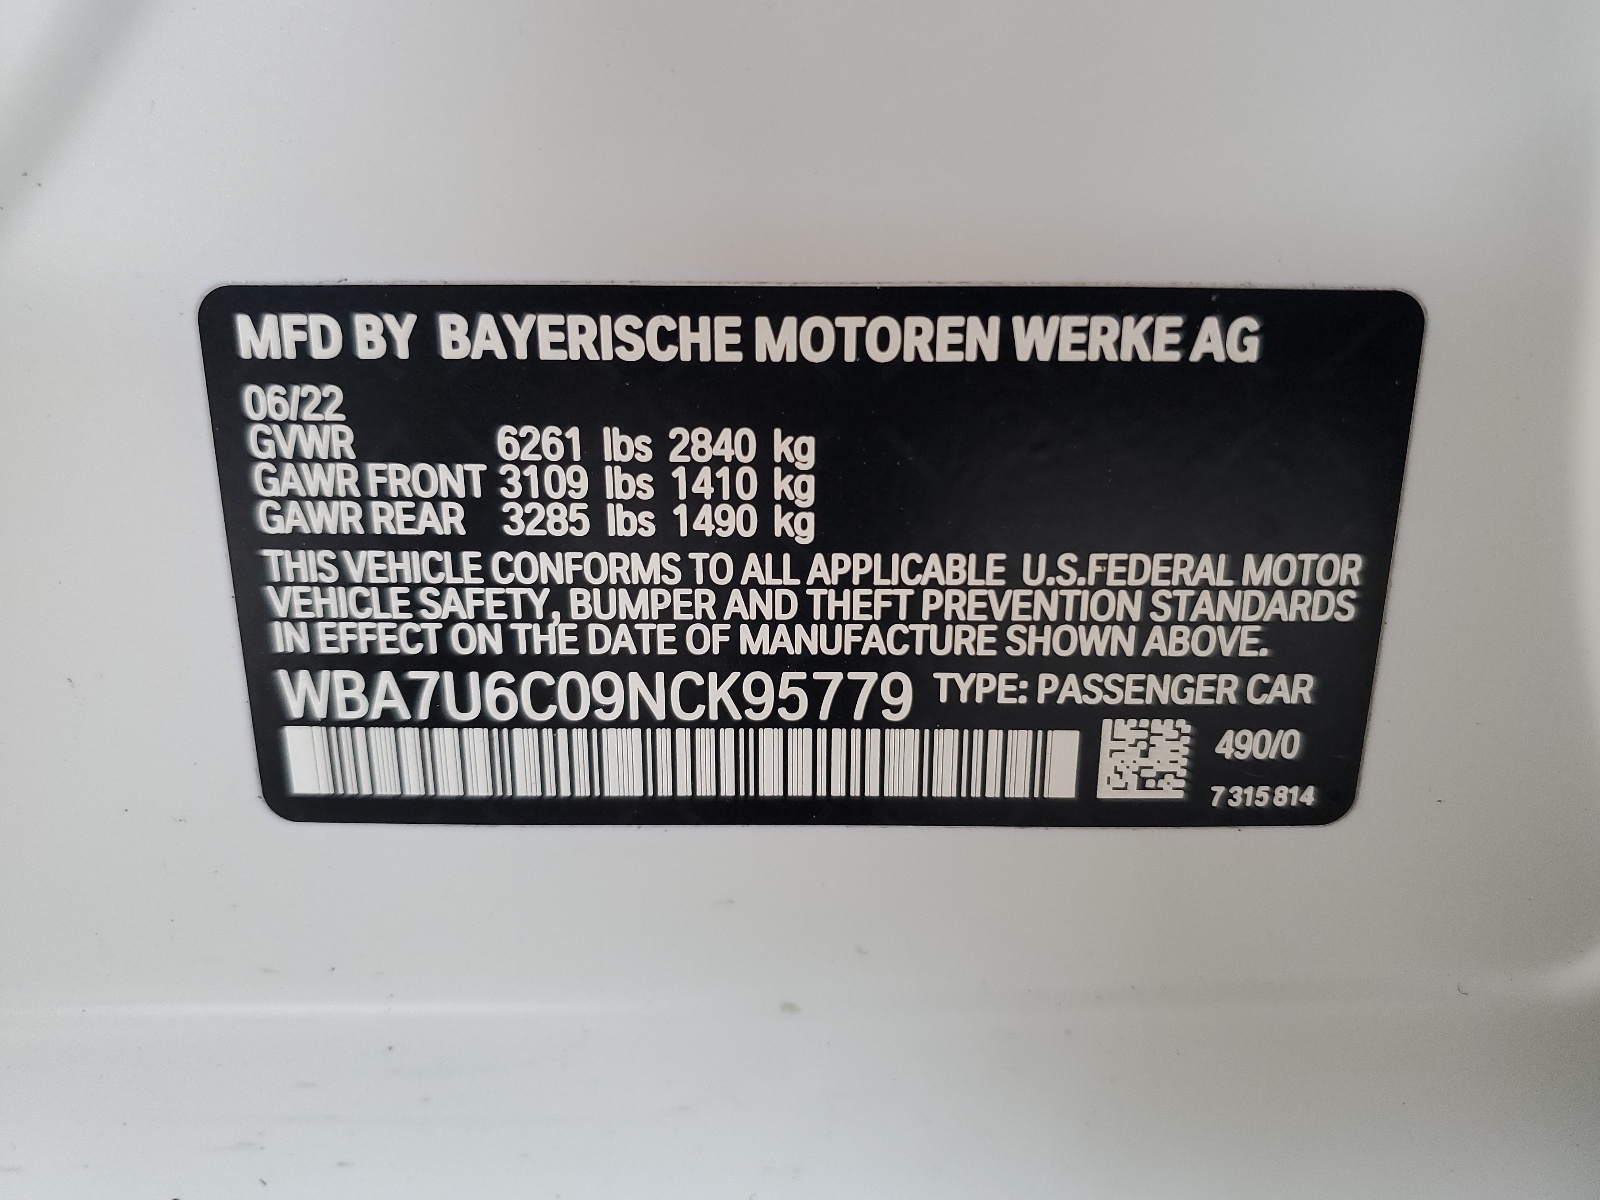 MFD BY BAYERISCHE MOTOREN WERKE AG
06/22
GVWR 6261 lbs 2840 kg
GAWR FRONT 3109 lbs 1410 kg
GAWR REAR 3285 lbs 1490 kg
THIS VEHICLE CONFORMS TO ALL APPLICABLE U.S.FEDERAL MOTOR
VEHICLE SAFETY, BUMPER AND THEFT PREVENTION STANDARDS
IN EFFECT ON THE DATE OF MANUFACTURE SHOWN ABOVE.
WBA7U6C09NCK95779 TYPE: PASSENGER CAR
490/0
7 315 814